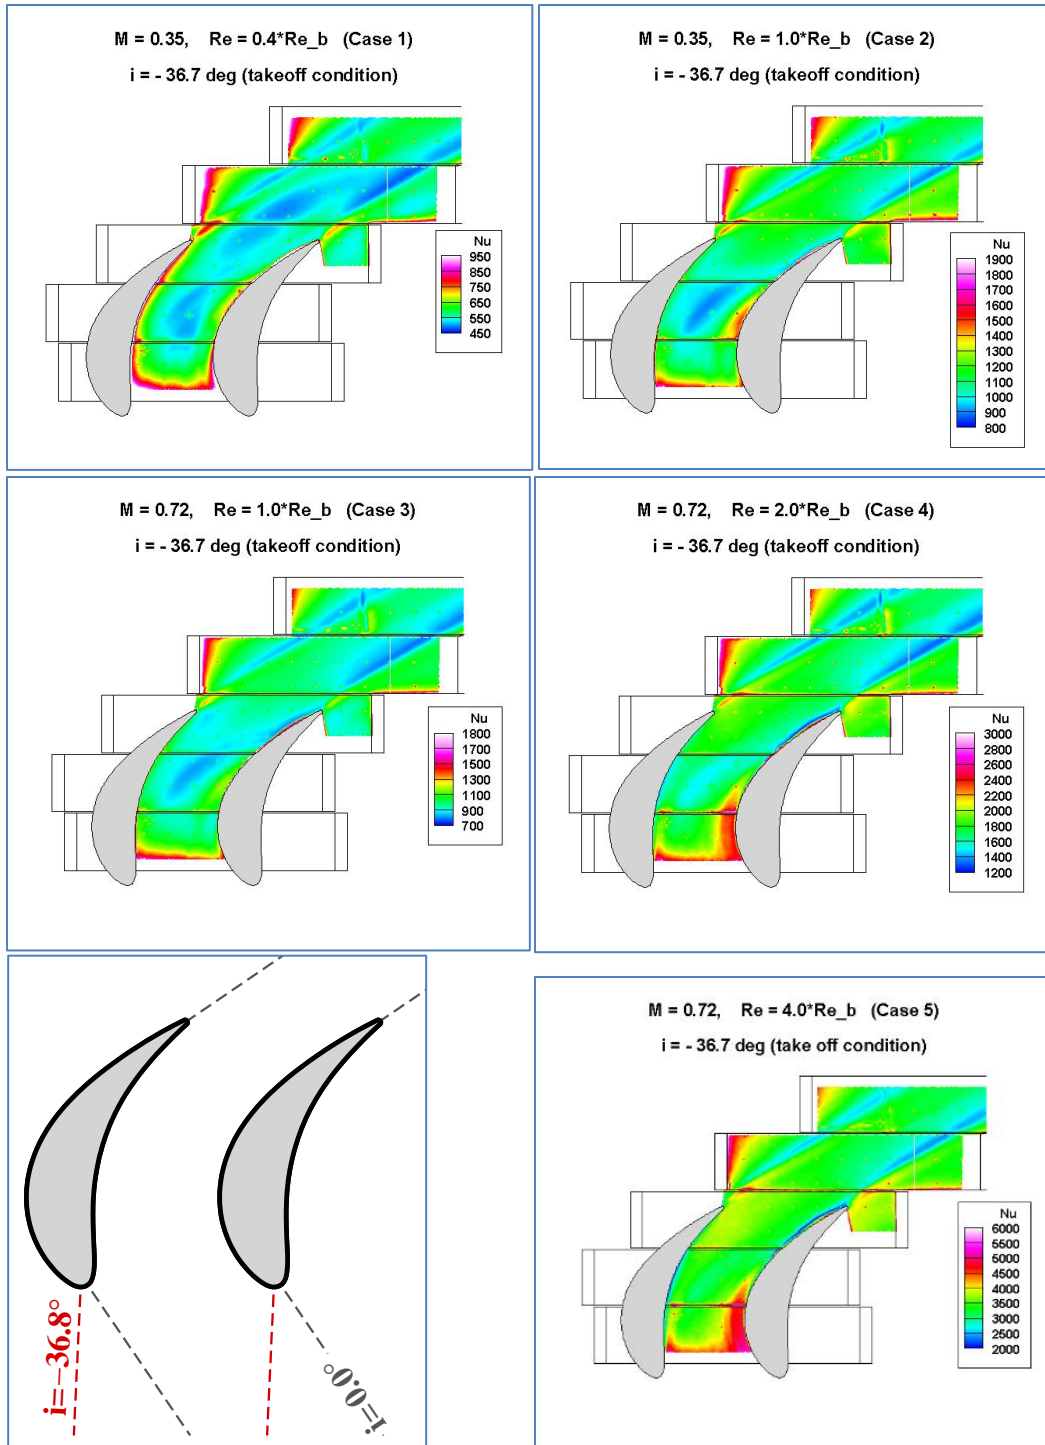 M = 0.35, Re = 0.4*Re_b (Case 1)
i = - 36.7 deg (takeoff condition)
Nu
950
850
750
650
550
450
M = 0.35, Re = 1.0*Re_b (Case 2)
i = - 36.7 deg (takeoff condition)
Nu
1900
1800
1700
1600
1500
1400
1300
1200
1100
1000
900
800
M = 0.72, Re = 1.0*Re_b (Case 3)
i = - 36.7 deg (takeoff condition)
Nu
1800
1700
1500
1300
1100
900
700
M = 0.72, Re = 2.0*Re_b (Case 4)
i = - 36.7 deg (takeoff condition)
Nu
3000
2800
2600
2400
2200
2000
1800
1600
1400
1200
i=-36.8°
i=0.0°
M = 0.72, Re = 4.0*Re_b (Case 5)
i = - 36.7 deg (take off condition)
Nu
6000
5500
5000
4500
4000
3500
3000
2500
2000